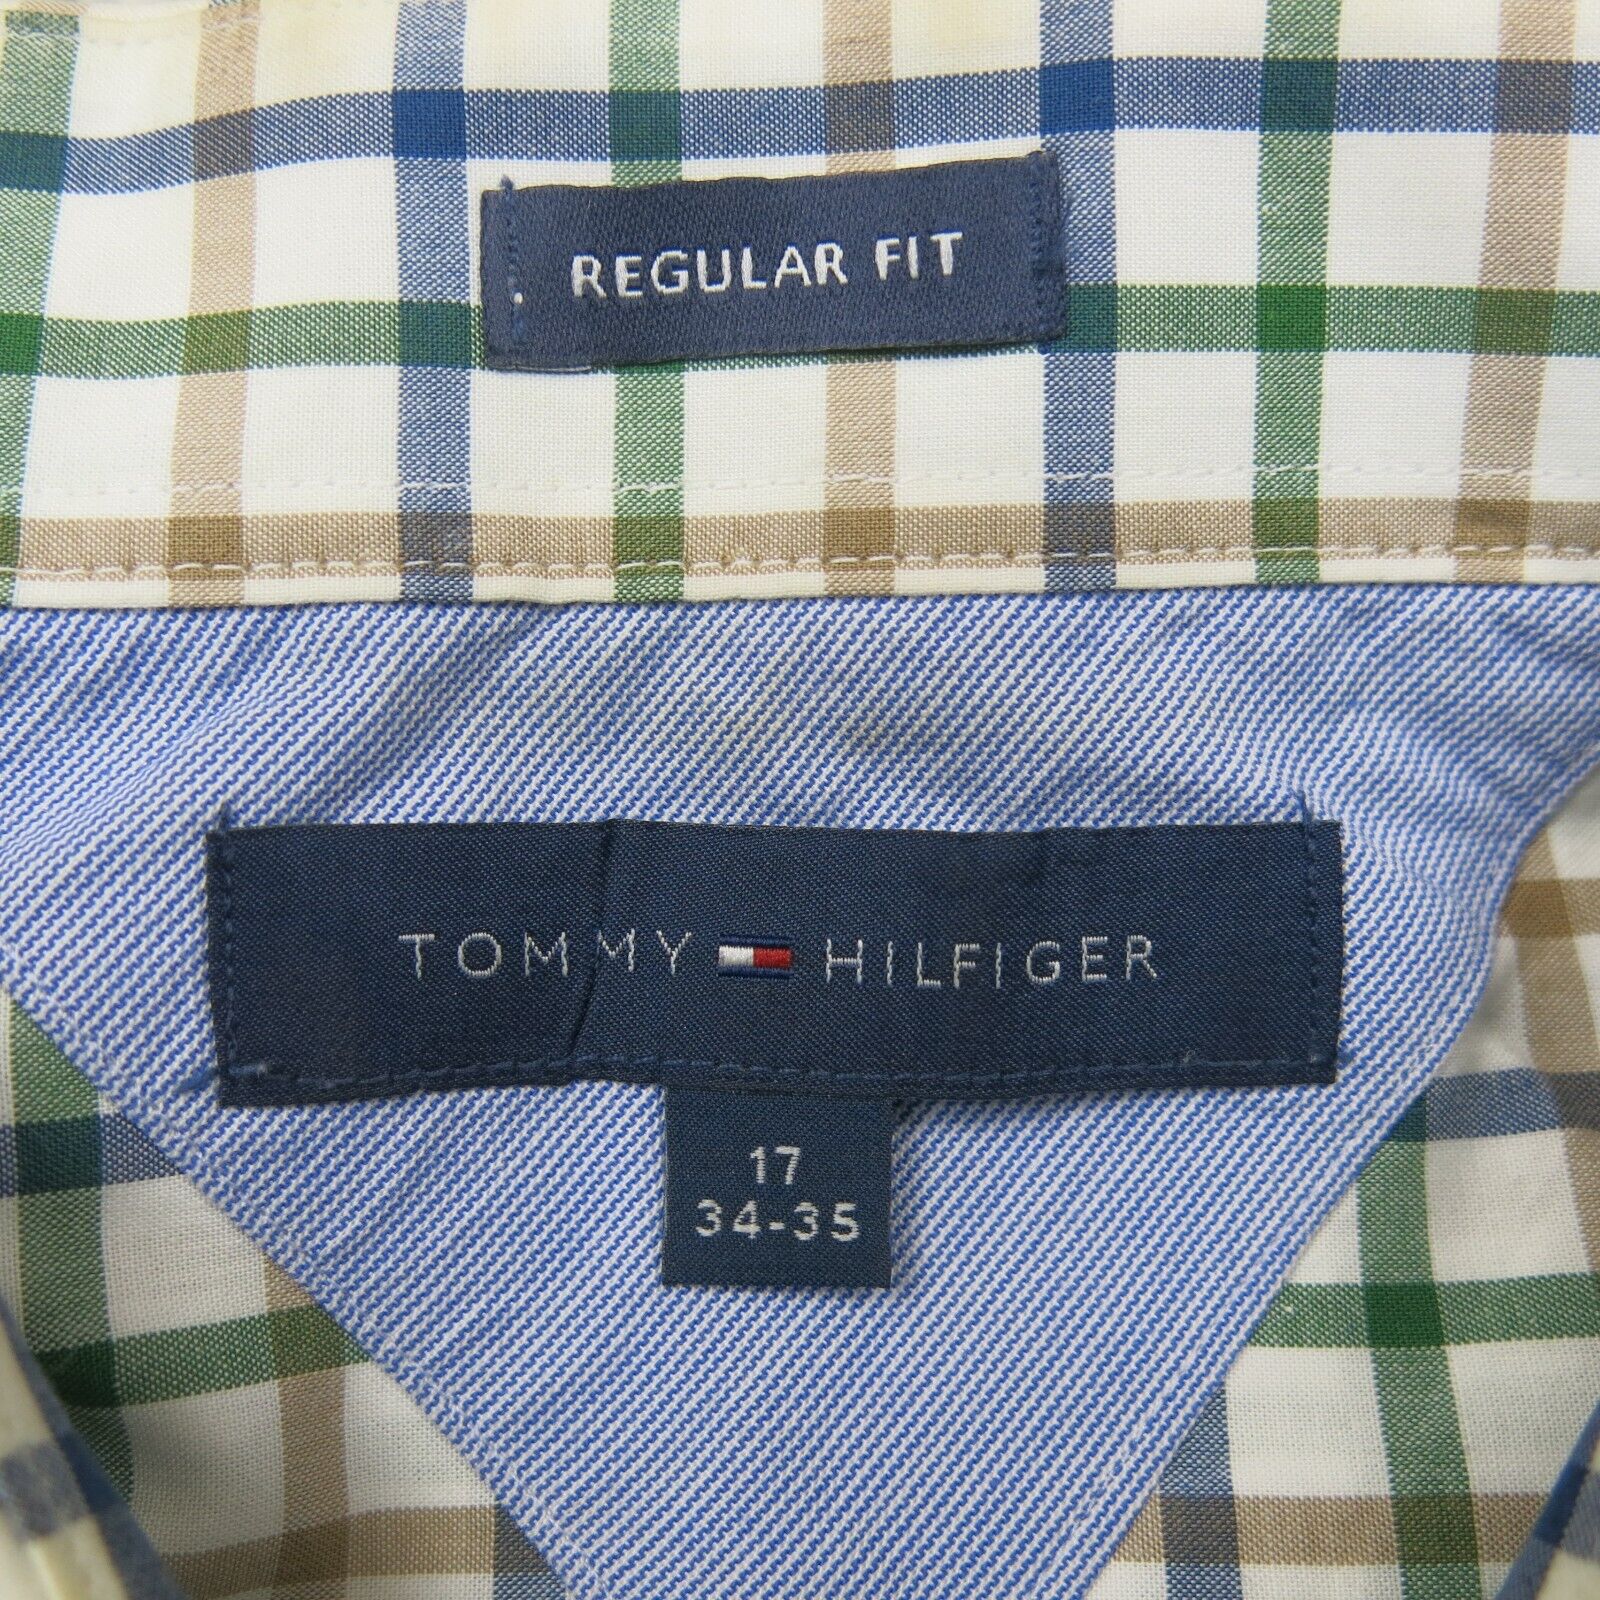 REGULAR FIT
TOMMY HILFIGER
17
34-35